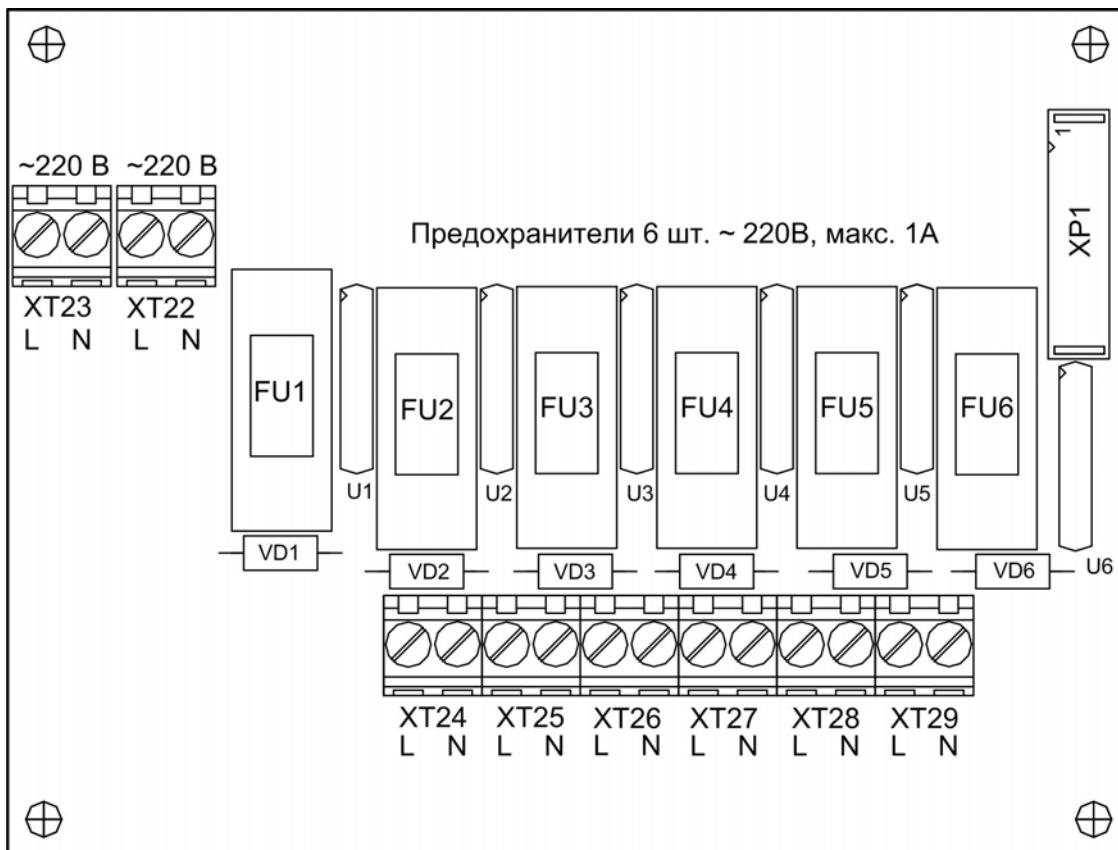 ~220 В ~220 В
1
XP1
Предохранители 6 шт. ~ 220В, макс. 1А
XT23 XT22
L N L N
FU1 FU2 FU3 FU4 FU5 FU6
U1 U2 U3 U4 U5
VD1 VD2 VD3 VD4 VD5 VD6 U6
XT24 XT25 XT26 XT27 XT28 XT29
L N L N L N L N L N L N